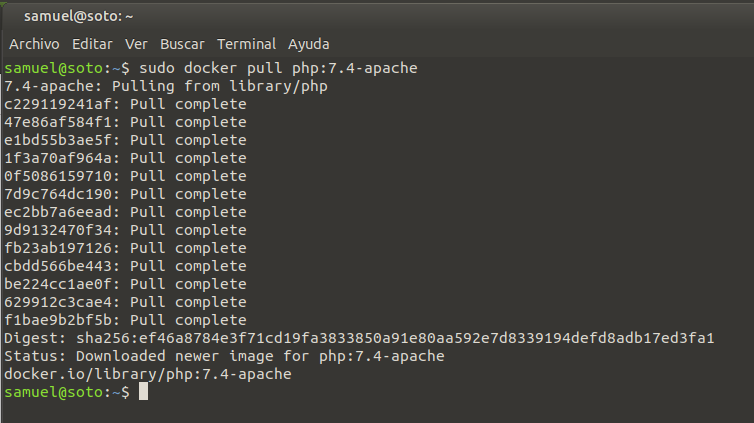 samuel@soto: ~
Archivo Editar Ver Buscar Terminal Ayuda
samuel@soto:~$ sudo docker pull php:7.4-apache
7.4-apache: Pulling from library/php
c229119241af: Pull complete
47e86af584f1: Pull complete
e1bd55b3ae5f: Pull complete
1f3a70af964a: Pull complete
0f5086159710: Pull complete
7d9c764dc190: Pull complete
ec2bb7a6eead: Pull complete
9d9132470f34: Pull complete
fb23ab197126: Pull complete
cbdd566be443: Pull complete
be224cc1ae0f: Pull complete
629912c3cae4: Pull complete
f1bae9b2bf5b: Pull complete
Digest: sha256:ef46a8784e3f71cd19fa3833850a91e80aa592e7d8339194defd8adb17ed3fa1
Status: Downloaded newer image for php:7.4-apache
docker.io/library/php:7.4-apache
samuel@soto:~$